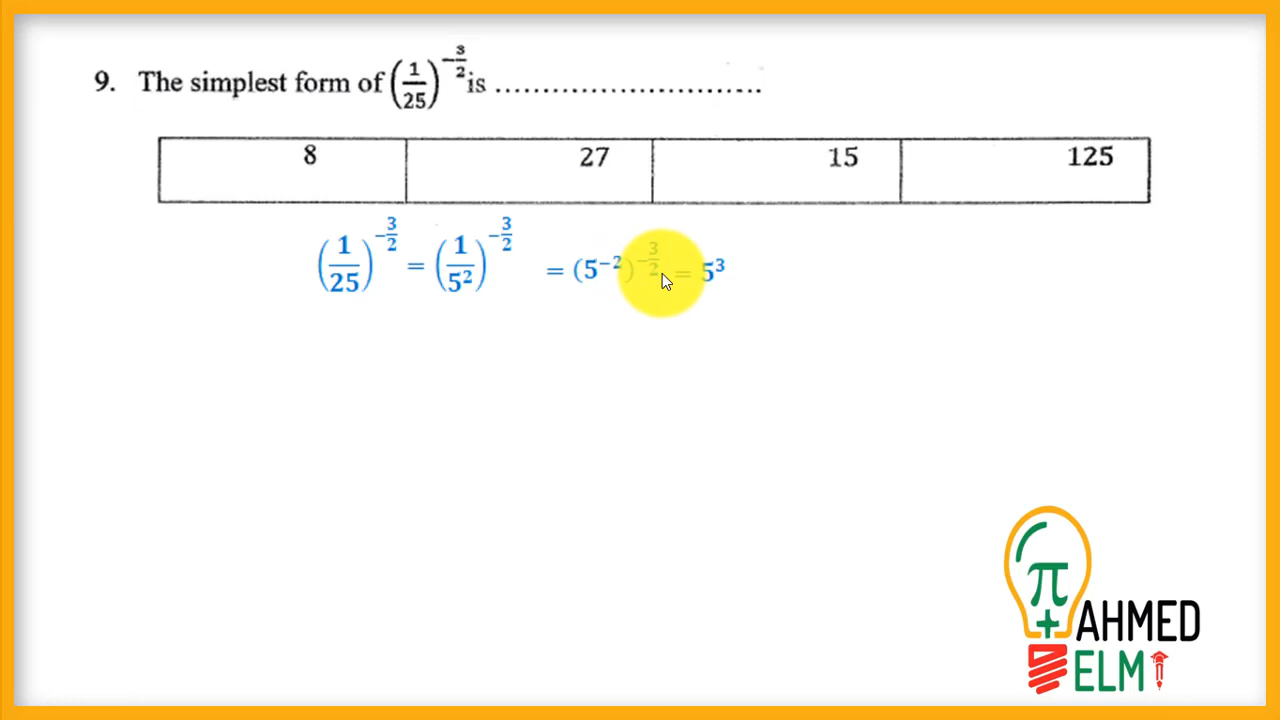 9. The simplest form of (1/25)^(-3/2) is ..............................
8 27 15 125
(1/25)^(-3/2) = (1/5²)^(-3/2) = (5⁻²)^(-3/2) = 5³
π
+AHMED
ELM